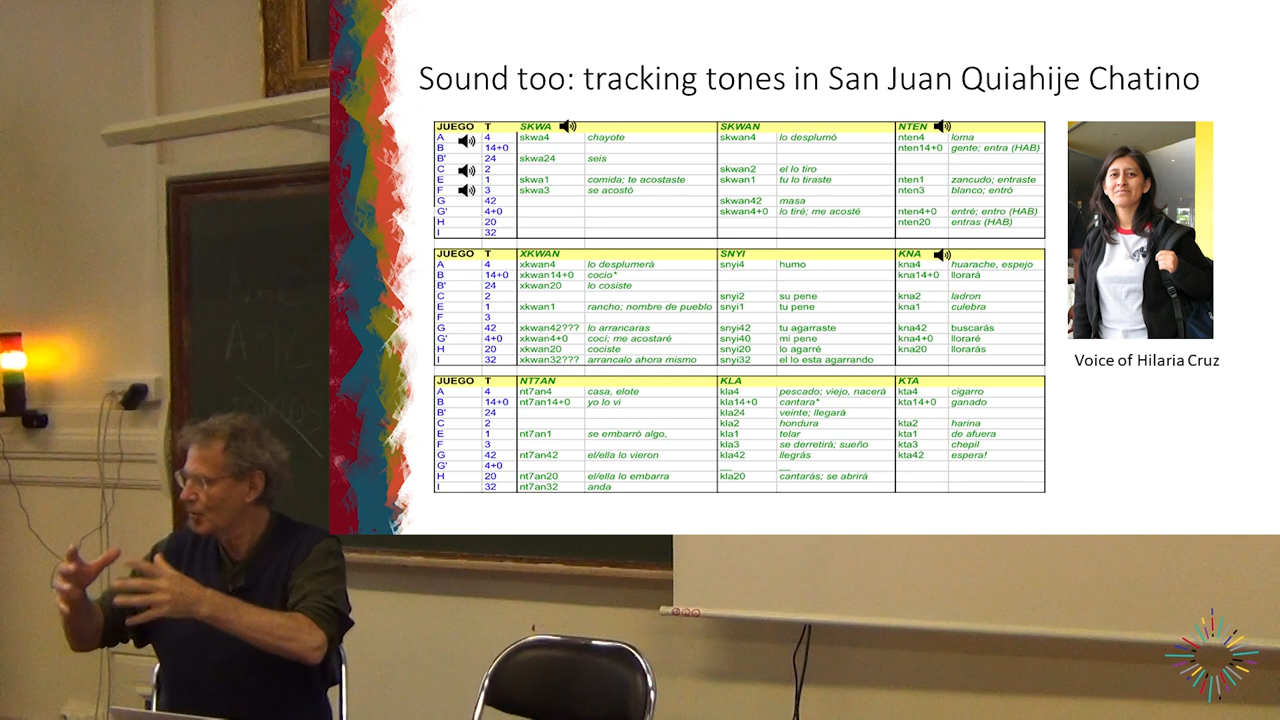 Sound too: tracking tones in San Juan Quiahije Chatino
JUEGO T SKWA SKWAN NTEN
A 4 skwa4 chayote skwan4 lo desplumó nten4 loma
B 14+0 nten14+0 gente; entra (HAB)
B' 24 skwa24 seis
C 2 skwan2 el lo tiro
E 1 skwa1 comida; te acostaste skwan1 tu lo tiraste nten1 zancudo; entraste
F 3 skwa3 se acostó nten3 blanco; entró
G 42 skwan42 masa
G' 4+0 skwan4+0 lo tiré; me acosté nten4+0 entré; entro (HAB)
H 20 nten20 entras (HAB)
I 32
JUEGO T XKWAN SNYI KNA
A 4 xkwan4 lo desplumerá snyi4 humo kna4 huarache, espejo
B 14+0 xkwan14+0 cocio* kna14+0 llorará
B' 24 xkwan20 lo cosiste
C 2 snyi2 su pene kna2 ladron
E 1 xkwan1 rancho; nombre de pueblo snyi1 tu pene kna1 culebra
F 3
G 42 xkwan42??? lo arrancaras snyi42 tu agarraste kna42 buscarás
G' 4+0 xkwan4+0 cocí; me acostaré snyi40 mi pene kna4+0 lloraré
H 20 xkwan20 cociste snyi20 lo agarré kna20 llorarás
I 32 xkwan32??? arrancalo ahora mismo snyi32 el lo esta agarrando
JUEGO T NT7AN KLA KTA
A 4 nt7an4 casa, elote kla4 pescado; viejo, nacerá kta4 cigarro
B 14+0 nt7an14+0 yo lo vi kla14+0 cantara* kta14+0 ganado
B' 24 kla24 veinte; llegará
C 2 kla2 hondura kta2 harina
E 1 nt7an1 se embarró algo, kla1 telar kta1 de afuera
F 3 kla3 se derretirá; sueño kta3 chepil
G 42 nt7an42 el/ella lo vieron kla42 llegrás kta42 espera!
G' 4+0 __ __
H 20 nt7an20 el/ella lo embarra kla20 cantarás; se abrirá
I 32 nt7an32 anda
Voice of Hilaria Cruz